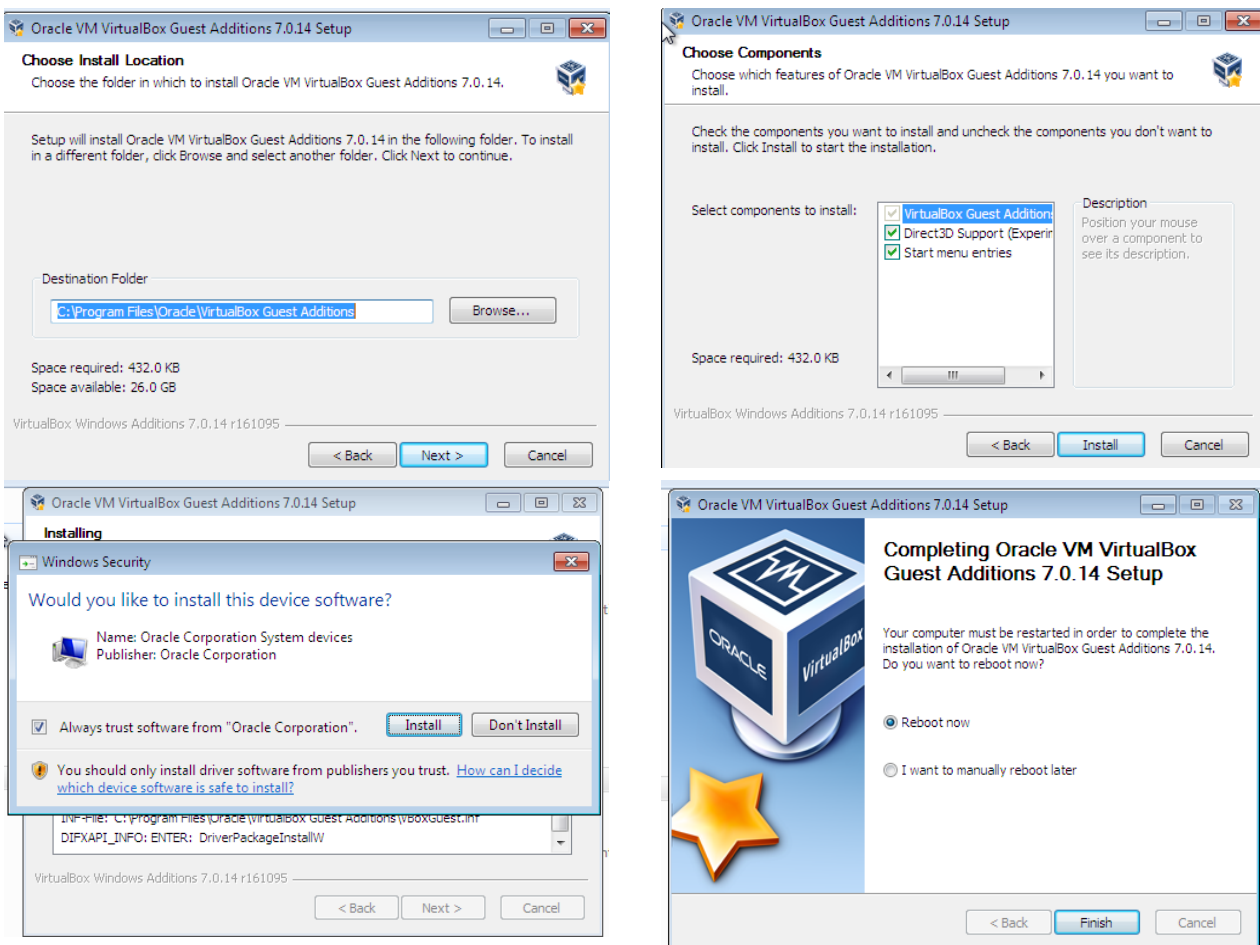 Oracle VM VirtualBox Guest Additions 7.0.14 Setup
Choose Install Location
Choose the folder in which to install Oracle VM VirtualBox Guest Additions 7.0.14.
Setup will install Oracle VM VirtualBox Guest Additions 7.0.14 in the following folder. To install
in a different folder, click Browse and select another folder. Click Next to continue.
Destination Folder
C:\Program Files\Oracle\VirtualBox Guest Additions
Browse...
Space required: 432.0 KB
Space available: 26.0 GB
VirtualBox Windows Additions 7.0.14 r161095
< Back Next > Cancel
Oracle VM VirtualBox Guest Additions 7.0.14 Setup
Choose Components
Choose which features of Oracle VM VirtualBox Guest Additions 7.0.14 you want to
install.
Check the components you want to install and uncheck the components you don't want to
install. Click Install to start the installation.
Select components to install:
VirtualBox Guest Additions
Direct3D Support (Experir
Start menu entries
Description
Position your mouse
over a component to
see its description.
Space required: 432.0 KB
VirtualBox Windows Additions 7.0.14 r161095
< Back Install Cancel
Oracle VM VirtualBox Guest Additions 7.0.14 Setup
Installing
Windows Security
Would you like to install this device software?
Name: Oracle Corporation System devices
Publisher: Oracle Corporation
Always trust software from "Oracle Corporation".
Install Don't Install
You should only install driver software from publishers you trust. How can I decide
which device software is safe to install?
INF-File: C:\Program Files\Oracle\VirtualBox Guest Additions\VBoxGuest.inf
DIFXAPI_INFO: ENTER: DriverPackageInstallW
VirtualBox Windows Additions 7.0.14 r161095
< Back Next > Cancel
Oracle VM VirtualBox Guest Additions 7.0.14 Setup
ORACLE
VirtualBox
Completing Oracle VM VirtualBox
Guest Additions 7.0.14 Setup
Your computer must be restarted in order to complete the
installation of Oracle VM VirtualBox Guest Additions 7.0.14.
Do you want to reboot now?
Reboot now
I want to manually reboot later
< Back Finish Cancel